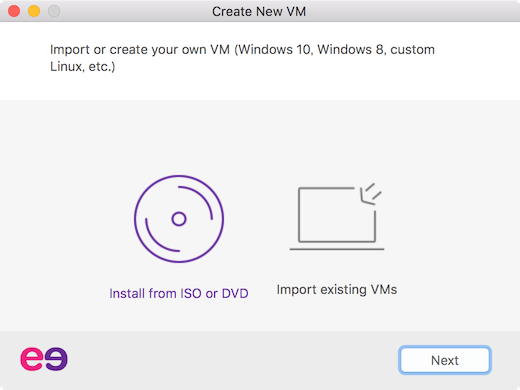 Create New VM
Import or create your own VM (Windows 10, Windows 8, custom
Linux, etc.)
Install from ISO or DVD
Import existing VMs
Next